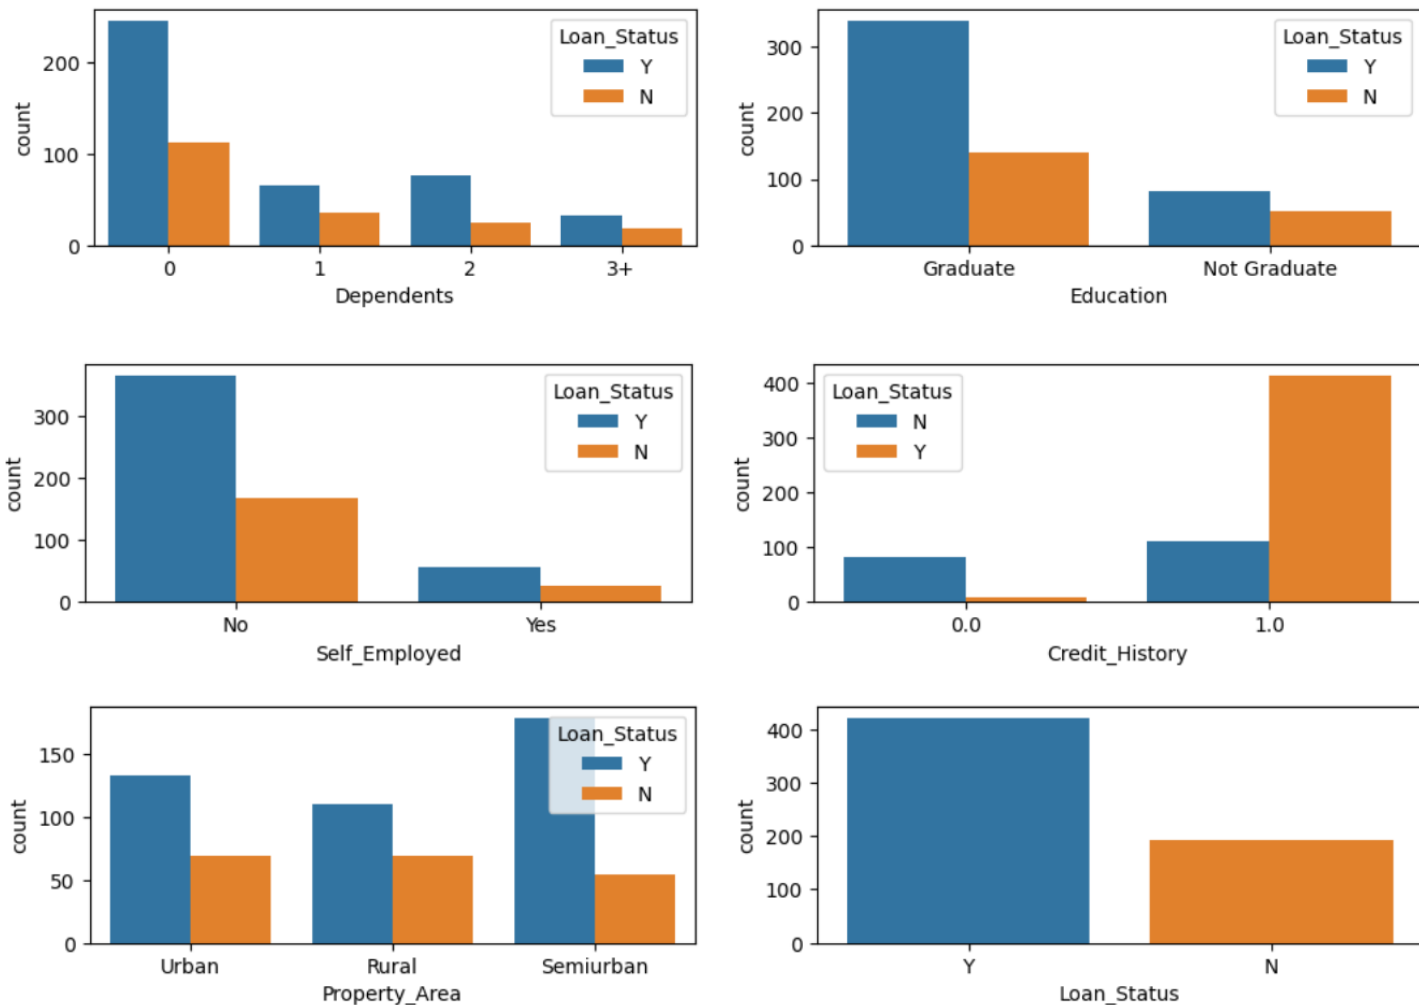 Loan_Status
Y
N
200
100
0
count
0 1 2 3+
Dependents
Loan_Status
Y
N
300
200
100
0
count
Graduate Not Graduate
Education
Loan_Status
Y
N
300
200
100
0
count
No Yes
Self_Employed
Loan_Status
N
Y
400
300
200
100
0
count
0.0 1.0
Credit_History
Loan_Status
Y
N
150
100
50
0
count
Urban Rural Semiurban
Property_Area
400
300
200
100
0
count
Y N
Loan_Status